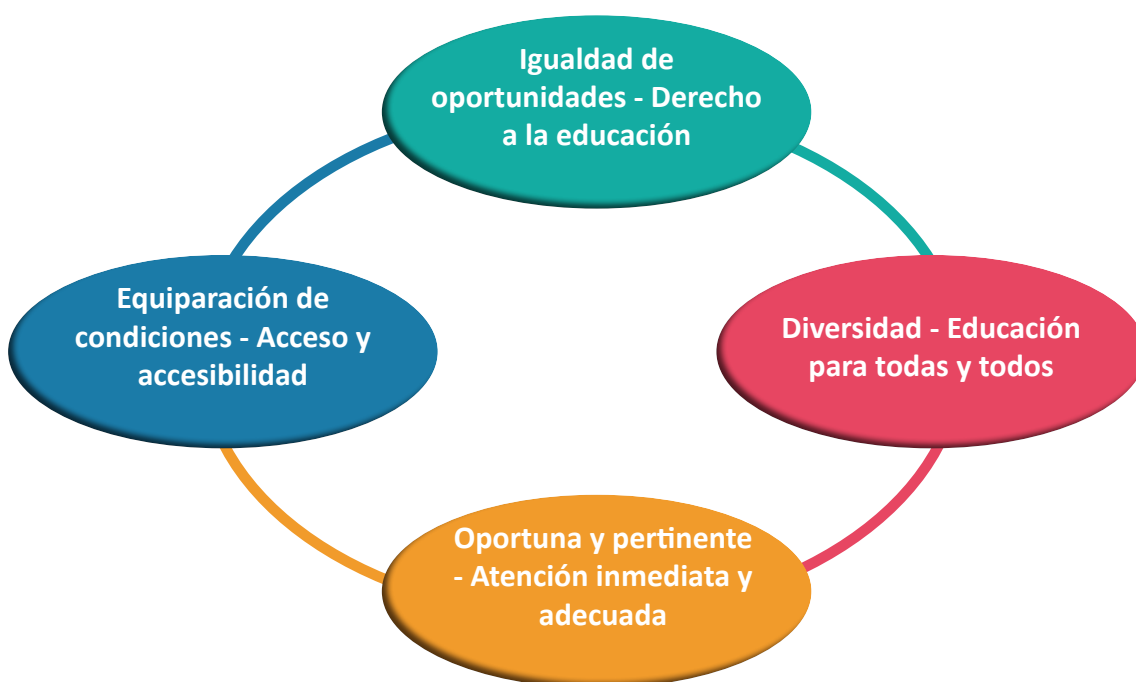 Igualdad de
oportunidades - Derecho
a la educación
Equiparación de
condiciones - Acceso y
accesibilidad
Diversidad - Educación
para todas y todos
Oportuna y pertinente
- Atención inmediata y
adecuada